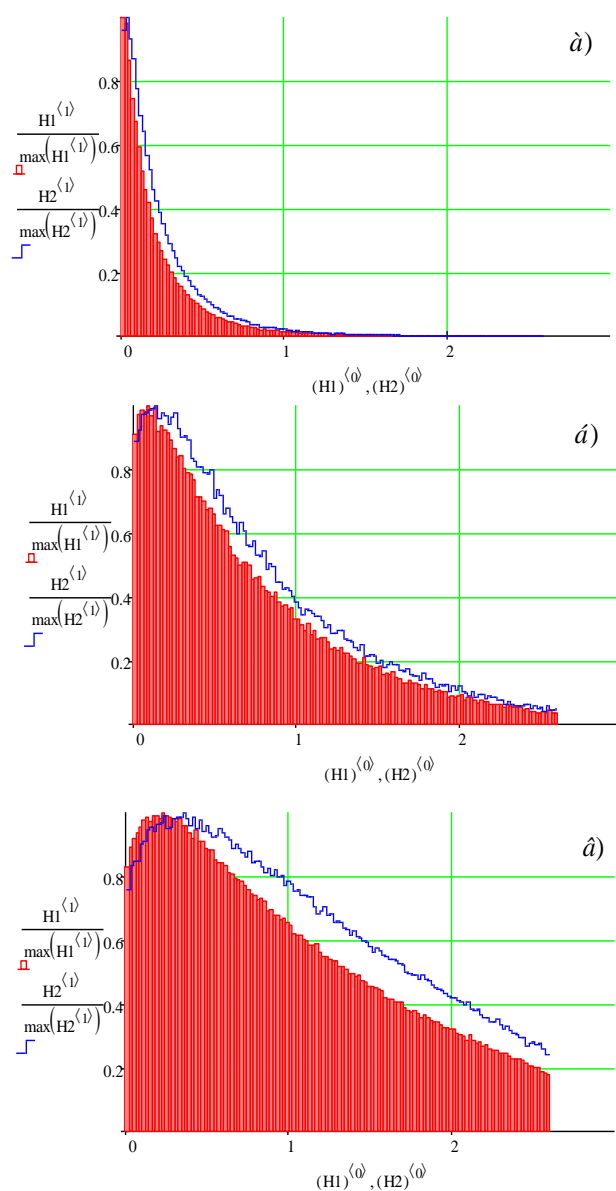 à)
0.8
H1⟨1⟩
max(H1⟨1⟩)
0.6
H2⟨1⟩
max(H2⟨1⟩)
0.4
0.2
0 1 2
(H1)⟨0⟩ , (H2)⟨0⟩
á)
0.8
H1⟨1⟩
max(H1⟨1⟩)
0.6
H2⟨1⟩
max(H2⟨1⟩)
0.4
0.2
0 1 2
(H1)⟨0⟩ , (H2)⟨0⟩
â)
0.8
H1⟨1⟩
max(H1⟨1⟩)
0.6
H2⟨1⟩
max(H2⟨1⟩)
0.4
0.2
0 1 2
(H1)⟨0⟩ , (H2)⟨0⟩